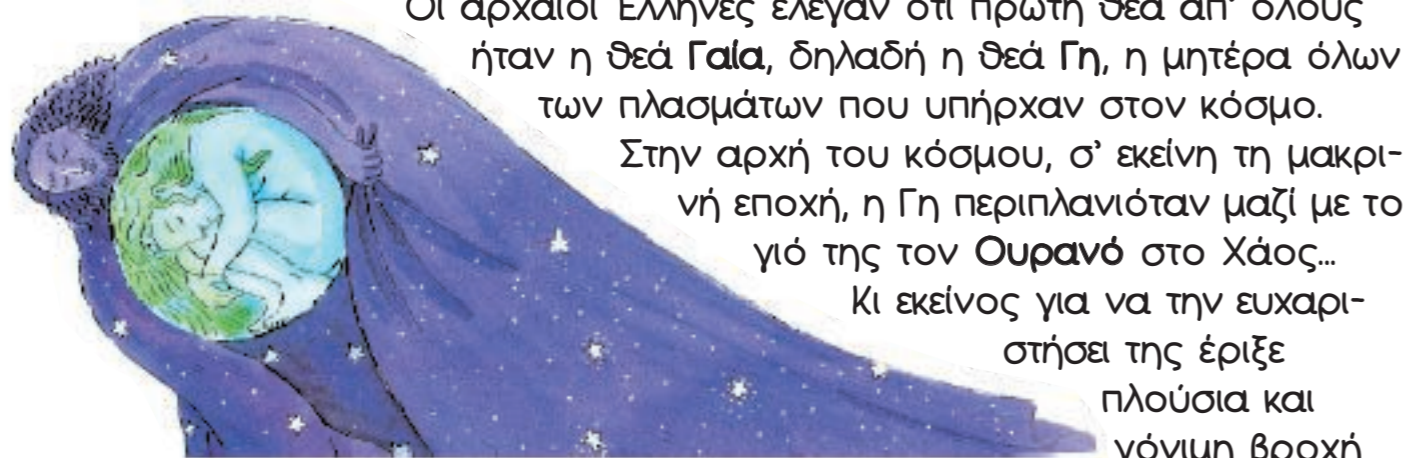 Οι αρχαίοι Έλληνες έλεγαν ότι πρώτη θεά απ' όλους
ήταν η θεά Γαία, δηλαδή η θεά Γη, η μητέρα όλων
των πλασμάτων που υπήρχαν στον κόσμο.
Στην αρχή του κόσμου, σ' εκείνη τη μακρι-
νή εποχή, η Γη περιπλανιόταν μαζί με το
γιό της τον Ουρανό στο Χάος...
Κι εκείνος για να την ευχαρι-
στήσει της έριξε
πλούσια και
γόνιμη βροχή